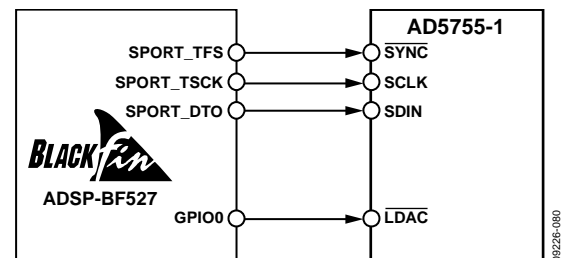 AD5755-1
SPORT_TFS
SYNC
SPORT_TSCK
SCLK
SPORT_DTO
SDIN
BLACKfin
ADSP-BF527
GPIO0
LDAC
09226-080